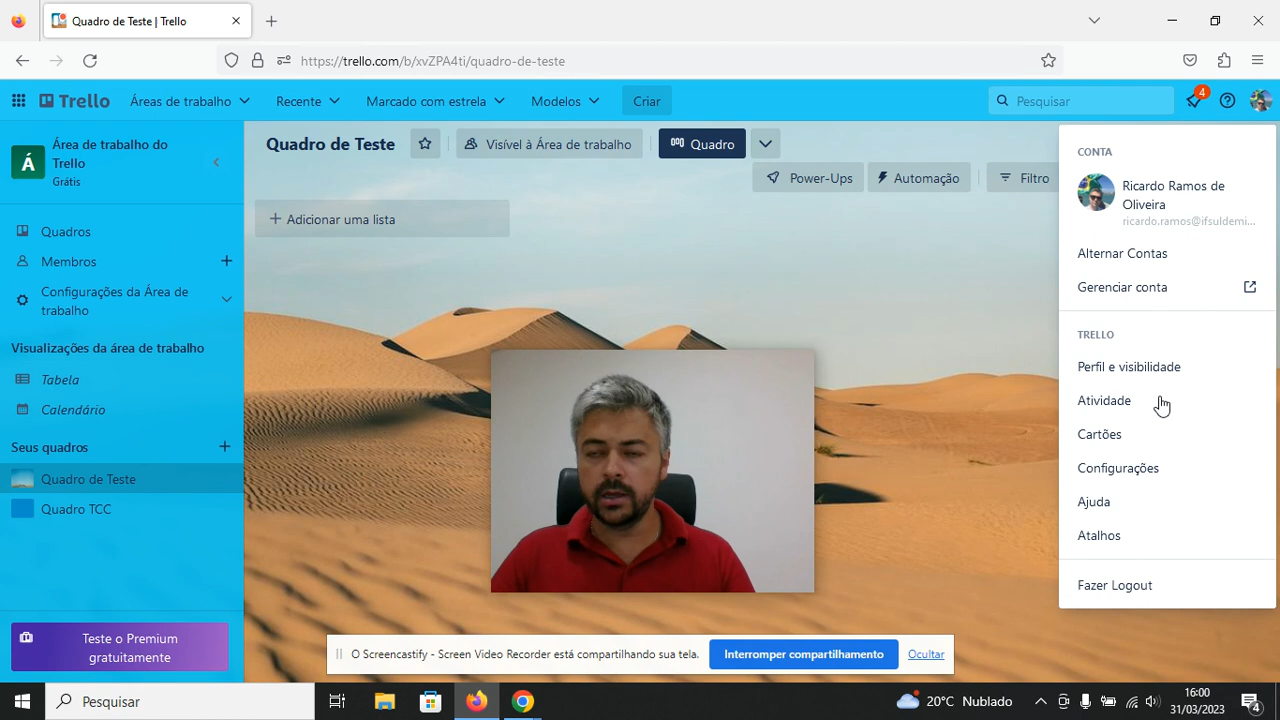 Quadro de Teste | Trello
https://trello.com/b/xvZPA4ti/quadro-de-teste
Trello
Áreas de trabalho
Recente
Marcado com estrela
Modelos
Criar
Pesquisar
4
Á
Área de trabalho do
Trello
Grátis
Quadros
Membros
Configurações da Área de
trabalho
Visualizações da área de trabalho
Tabela
Calendário
Seus quadros
Quadro de Teste
Quadro TCC
Teste o Premium
gratuitamente
Quadro de Teste
Visível à Área de trabalho
Quadro
Power-Ups
Automação
Filtro
Adicionar uma lista
CONTA
Ricardo Ramos de
Oliveira
ricardo.ramos@ifsuldemi...
Alternar Contas
Gerenciar conta
TRELLO
Perfil e visibilidade
Atividade
Cartões
Configurações
Ajuda
Atalhos
Fazer Logout
O Screencastify - Screen Video Recorder está compartilhando sua tela.
Interromper compartilhamento
Ocultar
Pesquisar
20°C Nublado
16:00
31/03/2023
4